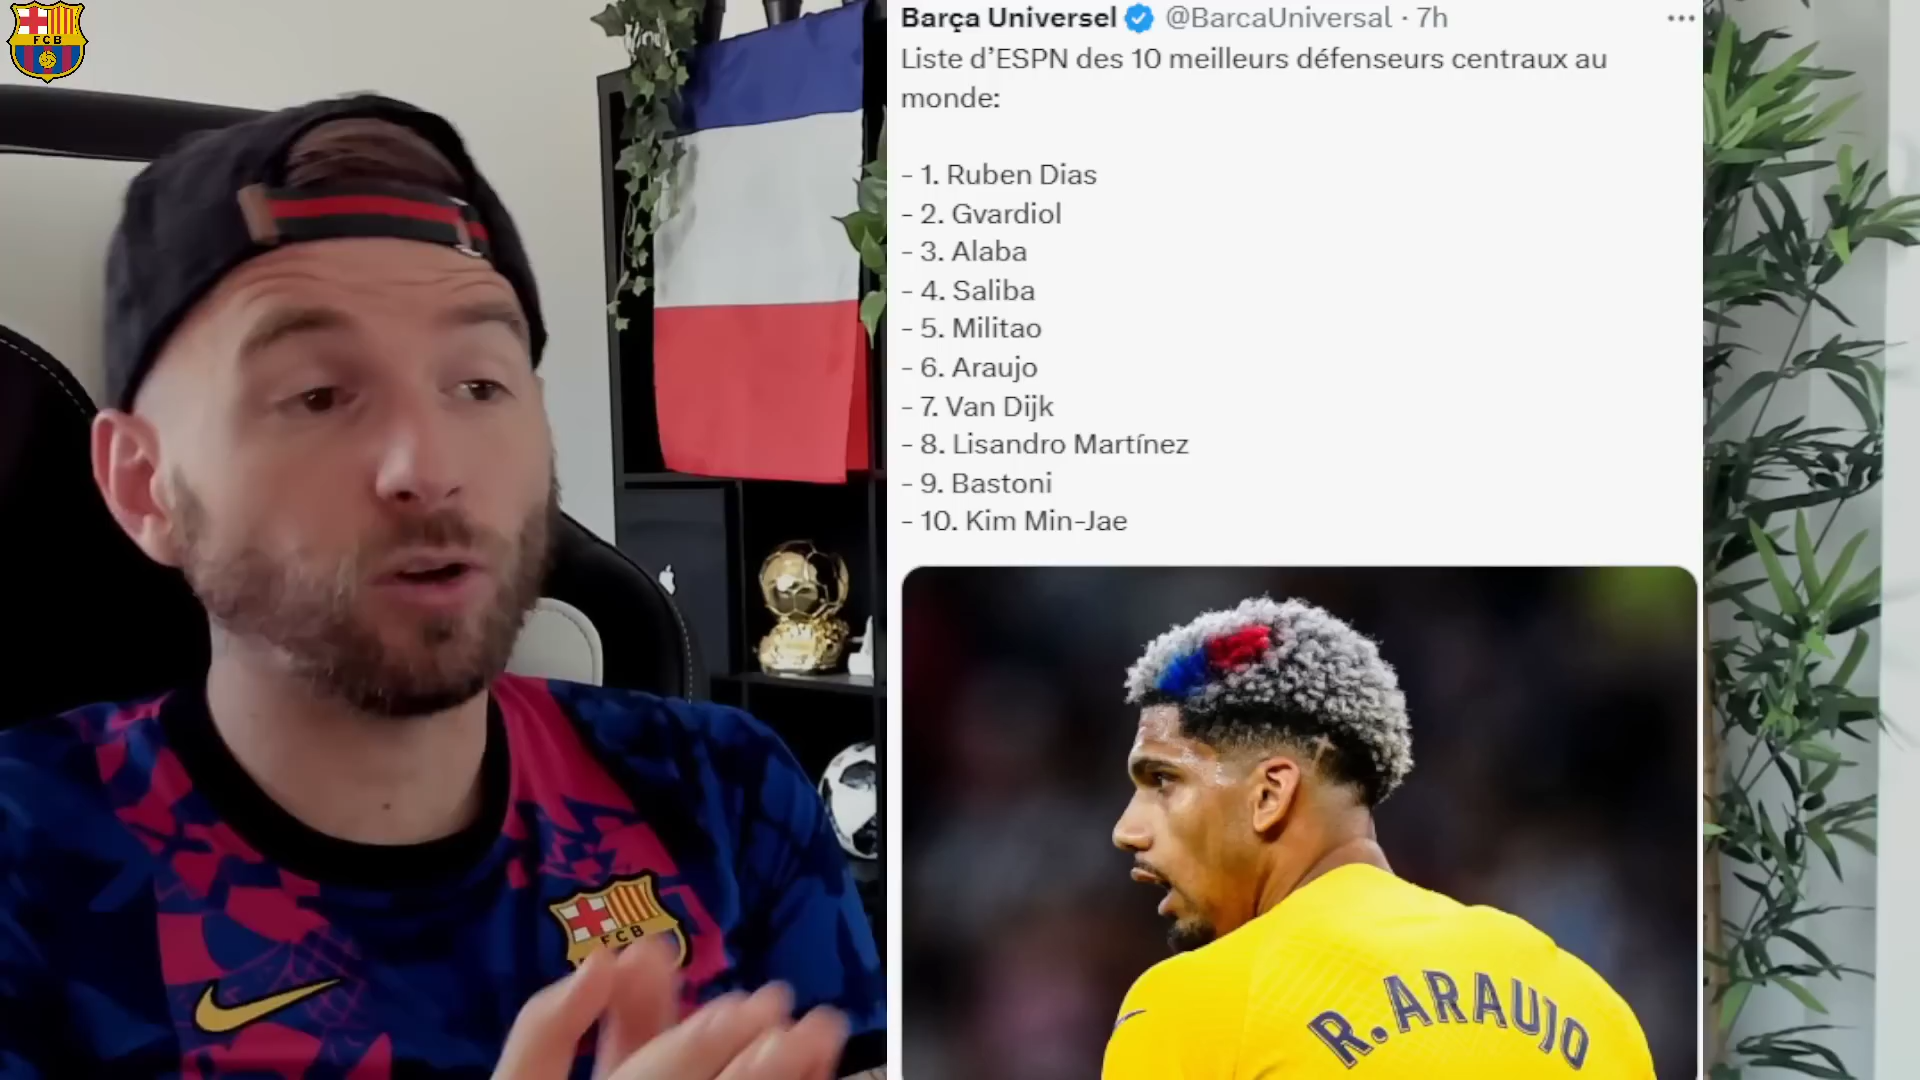 FCB
Barça Universel @BarcaUniversal · 7h
Liste d’ESPN des 10 meilleurs défenseurs centraux au
monde:
- 1. Ruben Dias
- 2. Gvardiol
- 3. Alaba
- 4. Saliba
- 5. Militao
- 6. Araujo
- 7. Van Dijk
- 8. Lisandro Martínez
- 9. Bastoni
- 10. Kim Min-Jae
FCB
R.ARAUJO